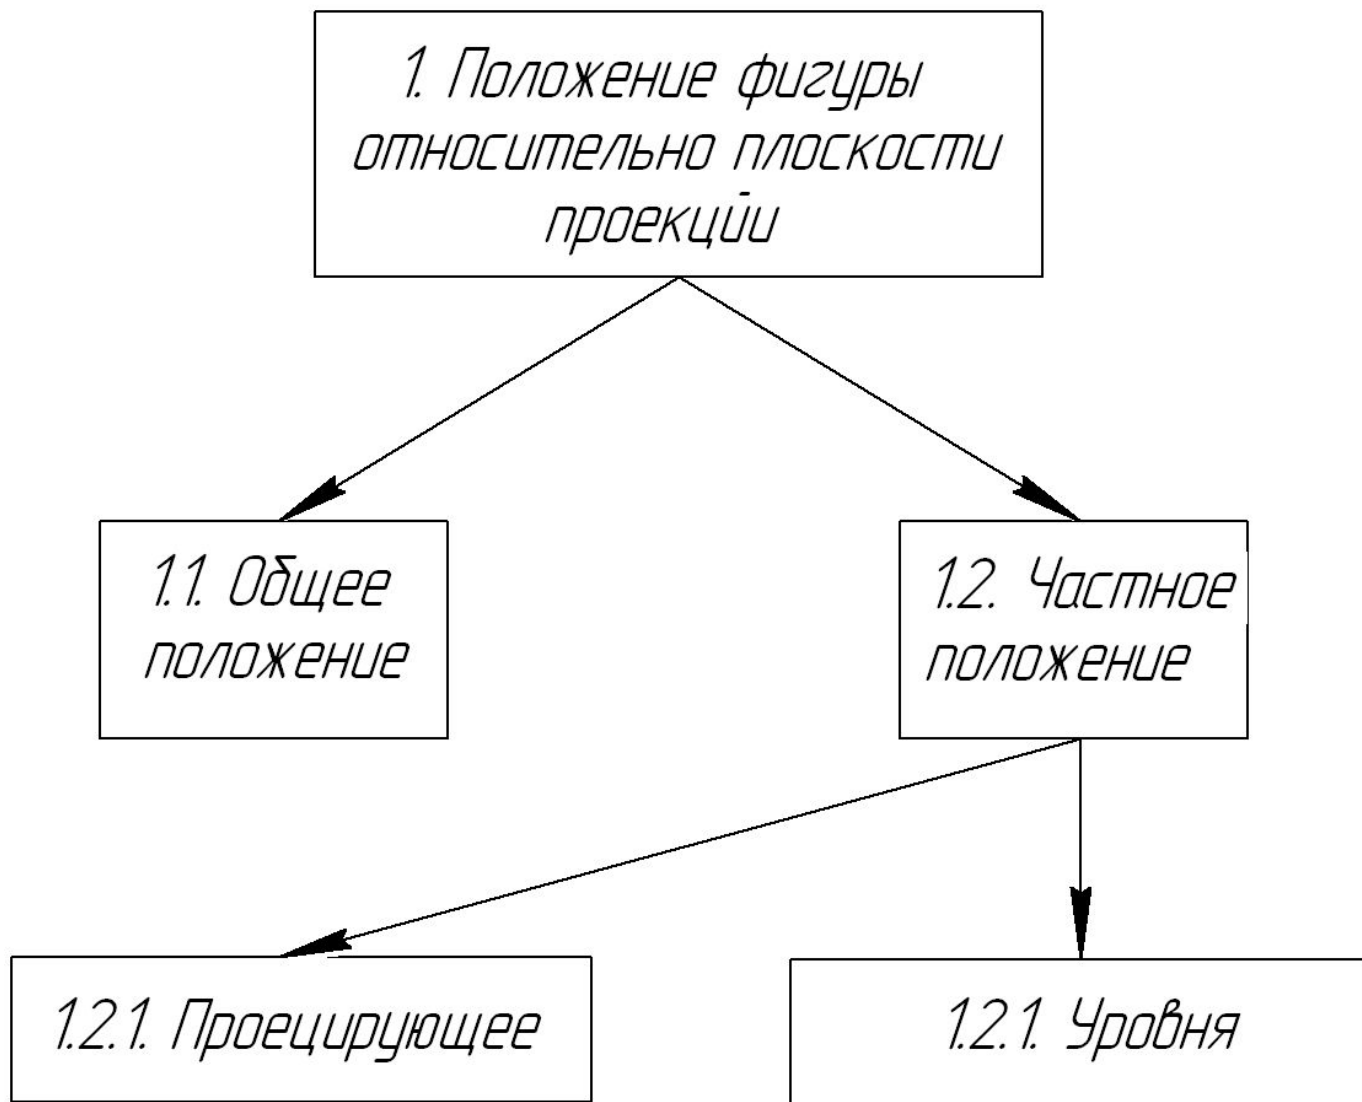 1. Положение фигуры
относительно плоскости
проекций
1.1. Общее
положение
1.2. Частное
положение
1.2.1. Проецирующее
1.2.1. Уровня